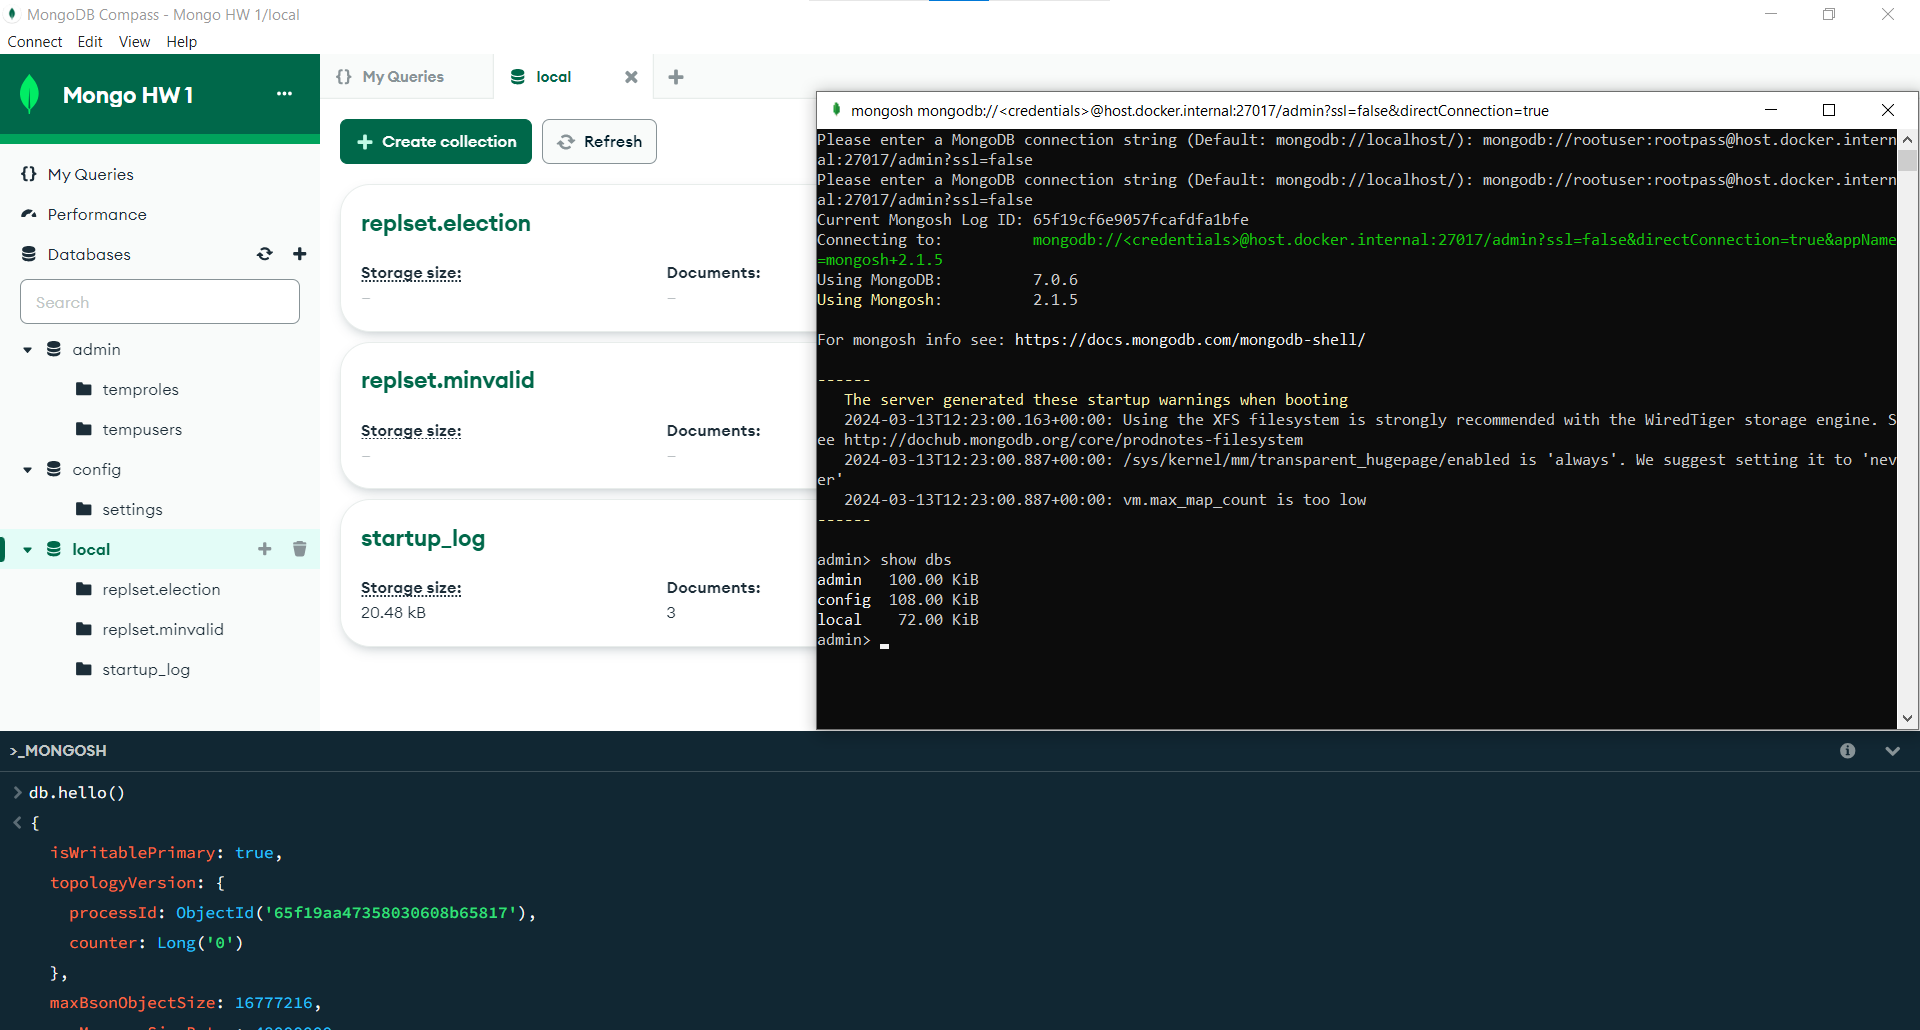 MongoDB Compass - Mongo HW 1/local
Connect Edit View Help
Mongo HW 1
My Queries
Performance
Databases
Search
admin
temproles
tempusers
config
settings
local
replset.election
replset.minvalid
startup_log
{} My Queries
local
+ Create collection
Refresh
replset.election
Storage size: Documents:
– –
replset.minvalid
Storage size: Documents:
– –
startup_log
Storage size: Documents:
20.48 kB 3
mongosh mongodb://<credentials>@host.docker.internal:27017/admin?ssl=false&directConnection=true
Please enter a MongoDB connection string (Default: mongodb://localhost/): mongodb://rootuser:rootpass@host.docker.intern
al:27017/admin?ssl=false
Please enter a MongoDB connection string (Default: mongodb://localhost/): mongodb://rootuser:rootpass@host.docker.intern
al:27017/admin?ssl=false
Current Mongosh Log ID: 65f19cf6e9057fcafdfa1bfe
Connecting to: mongodb://<credentials>@host.docker.internal:27017/admin?ssl=false&directConnection=true&appName
=mongosh+2.1.5
Using MongoDB: 7.0.6
Using Mongosh: 2.1.5
For mongosh info see: https://docs.mongodb.com/mongodb-shell/
------
The server generated these startup warnings when booting
2024-03-13T12:23:00.163+00:00: Using the XFS filesystem is strongly recommended with the WiredTiger storage engine. S
ee http://dochub.mongodb.org/core/prodnotes-filesystem
2024-03-13T12:23:00.887+00:00: /sys/kernel/mm/transparent_hugepage/enabled is 'always'. We suggest setting it to 'nev
er'
2024-03-13T12:23:00.887+00:00: vm.max_map_count is too low
------
admin> show dbs
admin 100.00 KiB
config 108.00 KiB
local 72.00 KiB
admin>
>_MONGOSH
> db.hello()
< {
isWritablePrimary: true,
topologyVersion: {
processId: ObjectId('65f19aa47358030608b65817'),
counter: Long('0')
},
maxBsonObjectSize: 16777216,